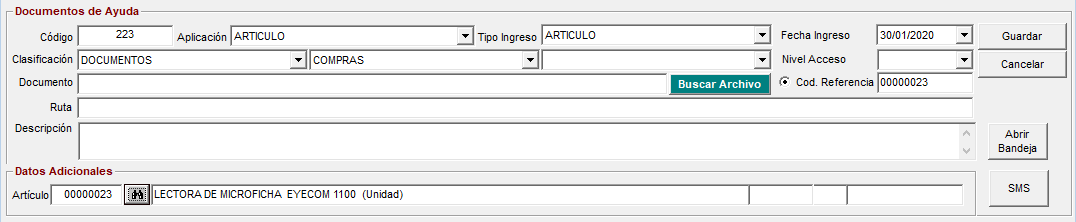 Documentos de Ayuda
Código 223 Aplicación ARTICULO Tipo Ingreso ARTICULO Fecha Ingreso 30/01/2020 Guardar
Clasificación DOCUMENTOS COMPRAS Nivel Acceso Cancelar
Documento Buscar Archivo Cod. Referencia 00000023
Ruta
Descripción Abrir
Bandeja
Datos Adicionales
Artículo 00000023 LECTORA DE MICROFICHA EYECOM 1100 (Unidad) SMS